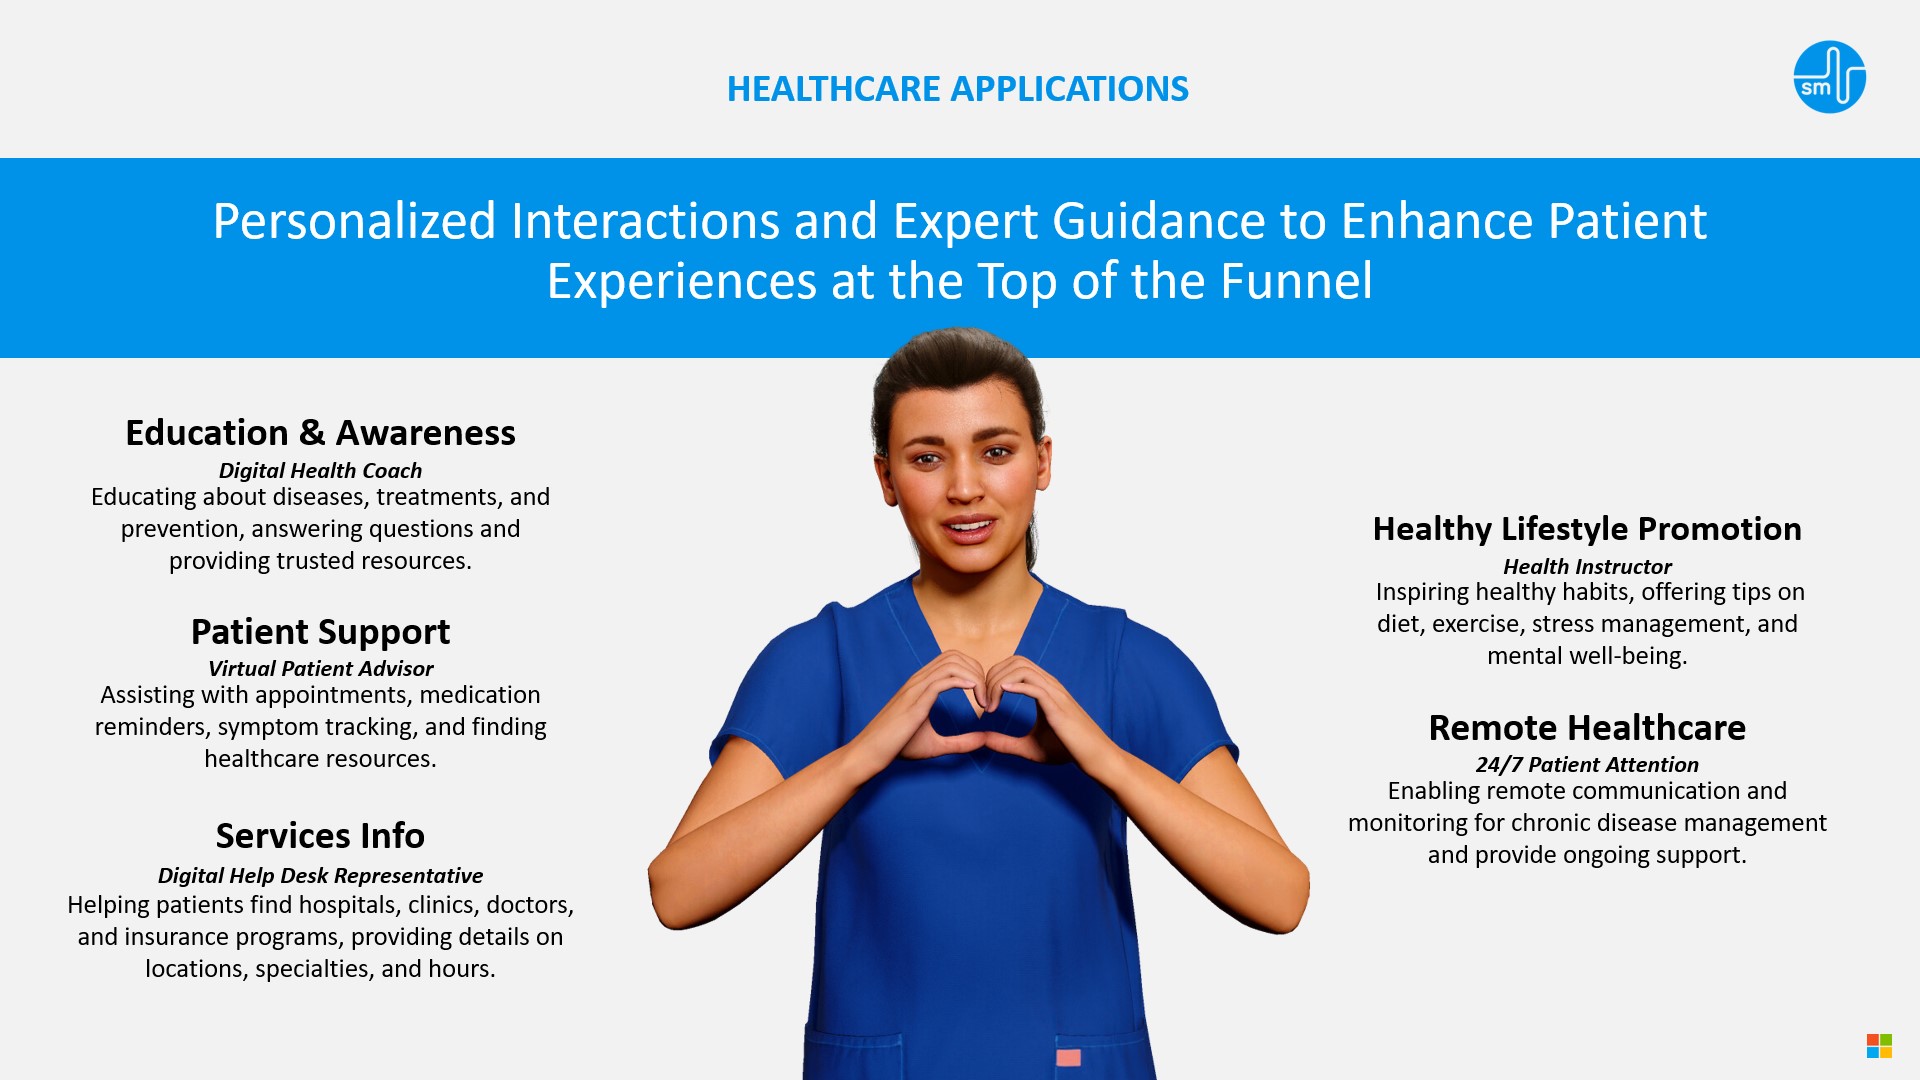 HEALTHCARE APPLICATIONS
sm
Personalized Interactions and Expert Guidance to Enhance Patient
Experiences at the Top of the Funnel
Education & Awareness
Digital Health Coach
Educating about diseases, treatments, and
prevention, answering questions and
providing trusted resources.
Patient Support
Virtual Patient Advisor
Assisting with appointments, medication
reminders, symptom tracking, and finding
healthcare resources.
Services Info
Digital Help Desk Representative
Helping patients find hospitals, clinics, doctors,
and insurance programs, providing details on
locations, specialties, and hours.
Healthy Lifestyle Promotion
Health Instructor
Inspiring healthy habits, offering tips on
diet, exercise, stress management, and
mental well-being.
Remote Healthcare
24/7 Patient Attention
Enabling remote communication and
monitoring for chronic disease management
and provide ongoing support.